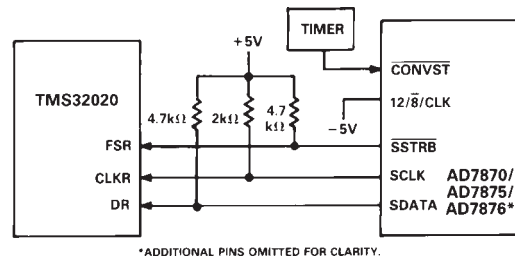 TIMER
+5V
CONVST
TMS32020
12/8/CLK
4.7kΩ
2kΩ
4.7
kΩ
−5V
FSR
SSTRB
CLKR
SCLK
AD7870/
AD7875/
AD7876*
DR
SDATA
*ADDITIONAL PINS OMITTED FOR CLARITY.